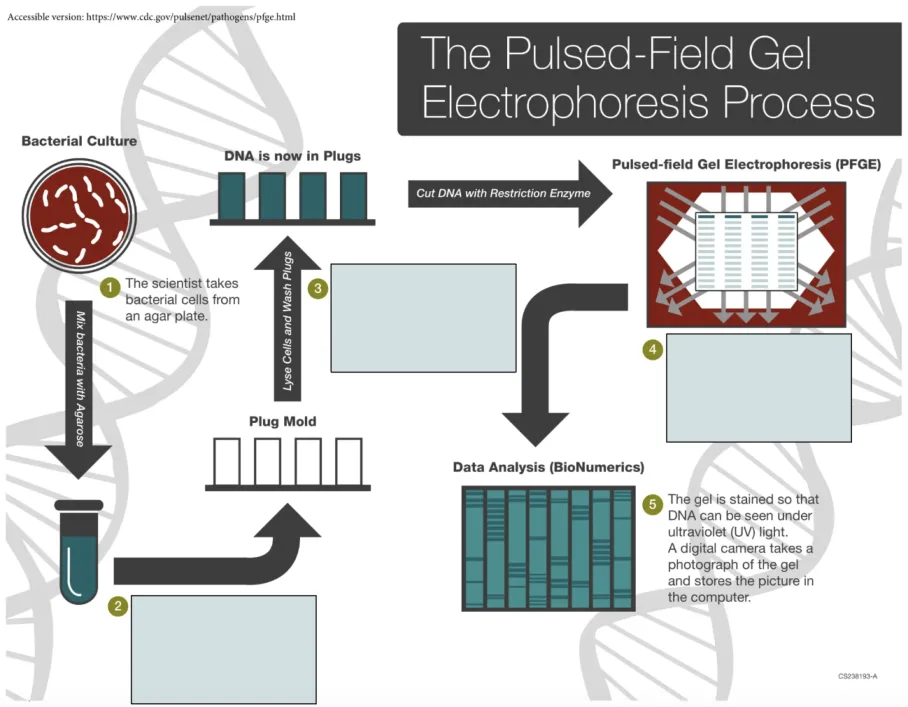 Accessible version: https://www.cdc.gov/pulsenet/pathogens/pfge.html
The Pulsed-Field Gel
Electrophoresis Process
Bacterial Culture
1
The scientist takes
bacterial cells from
an agar plate.
Mix bacteria with Agarose
2
Plug Mold
Lyse Cells and Wash Plugs
3
DNA is now in Plugs
Cut DNA with Restriction Enzyme
Pulsed-field Gel Electrophoresis (PFGE)
4
Data Analysis (BioNumerics)
5
The gel is stained so that
DNA can be seen under
ultraviolet (UV) light.
A digital camera takes a
photograph of the gel
and stores the picture in
the computer.
CS238193-A